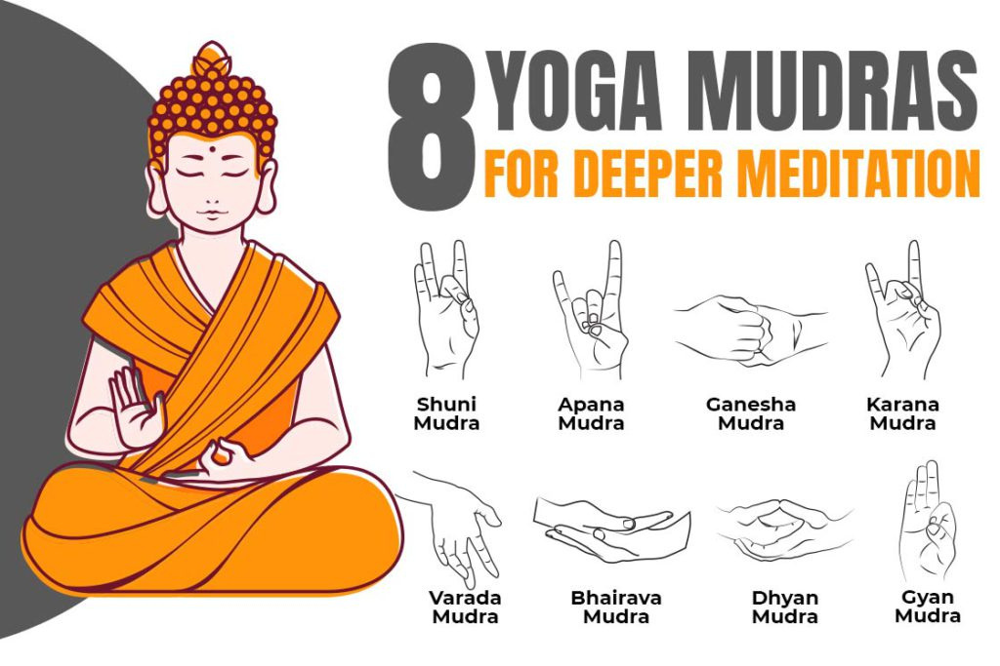 8 YOGA MUDRAS
FOR DEEPER MEDITATION
Shuni
Mudra
Apana
Mudra
Ganesha
Mudra
Karana
Mudra
Varada
Mudra
Bhairava
Mudra
Dhyan
Mudra
Gyan
Mudra